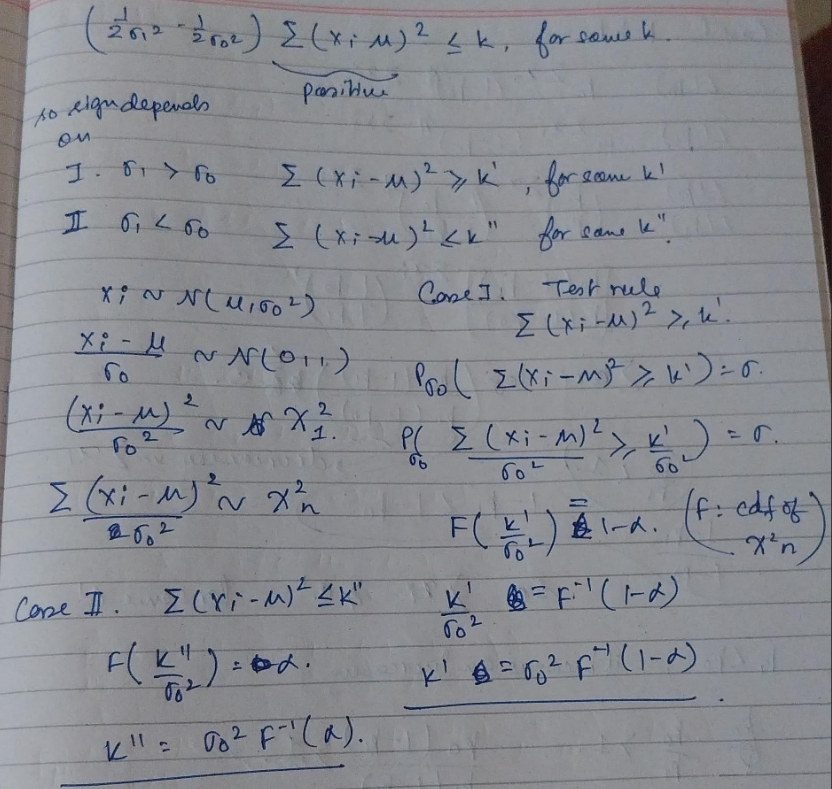 (1/2σ₁² - 1/2σ₀²) Σ(xᵢ-μ)² ≤ k, for some k.
positive
so sign depends
on
I. σ₁ > σ₀ Σ(xᵢ-μ)² ≥ k', for some k'
II σ₁ < σ₀ Σ(xᵢ-μ)² ≤ k" for some k".
xᵢ ~ N(μ, σ₀²)
(xᵢ-μ)/σ₀ ~ N(0,1)
(xᵢ-μ)²/σ₀² ~ χ²₁.
Σ (xᵢ-μ)²/σ₀² ~ χ²n
Case I. Test rule
Σ(xᵢ-μ)² ≥ k'.
Pσ₀( Σ(xᵢ-μ)² ≥ k') = σ.
Pσ₀( Σ(xᵢ-μ)²/σ₀² ≥ k'/σ₀² ) = σ.
F(k'/σ₀²) = 1-α. (F: cdf of
χ²n)
k'/σ₀² = F⁻¹(1-α)
k' = σ₀² F⁻¹(1-α).
Case II. Σ(xᵢ-μ)² ≤ k"
F(k"/σ₀²) = α.
k" = σ₀² F⁻¹(α).